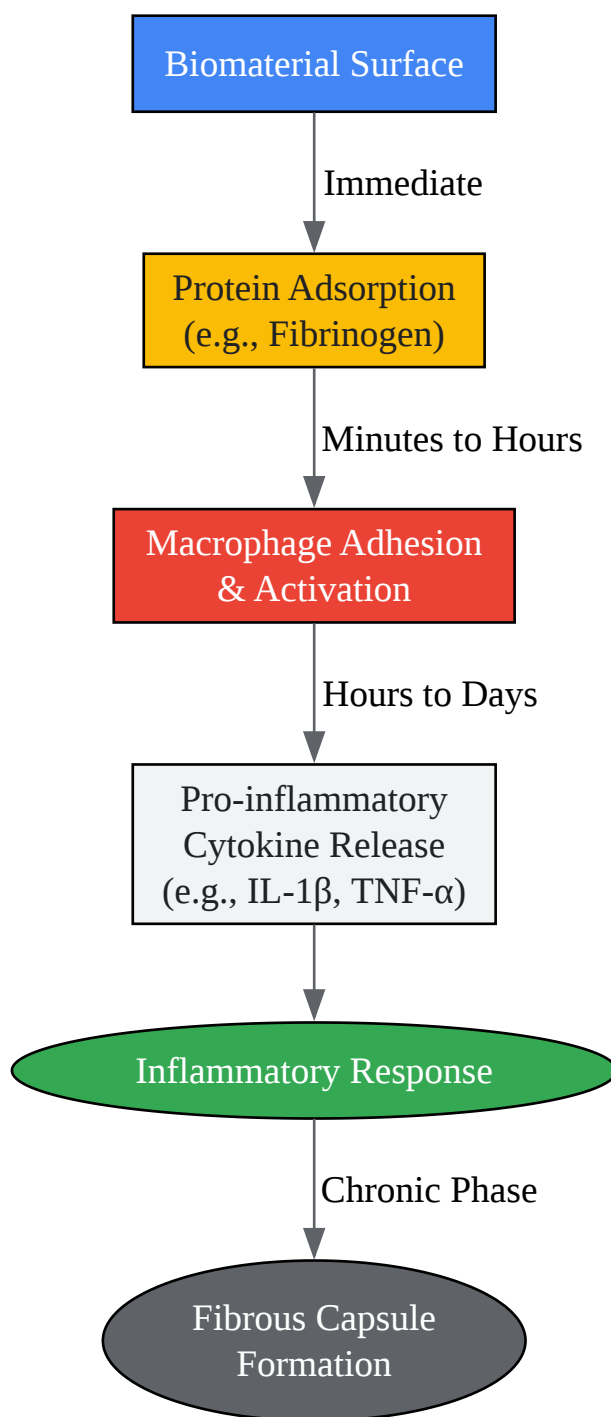 Biomaterial Surface
Immediate
Protein Adsorption
(e.g., Fibrinogen)
Minutes to Hours
Macrophage Adhesion
& Activation
Hours to Days
Pro-inflammatory
Cytokine Release
(e.g., IL-1β, TNF-α)
Inflammatory Response
Chronic Phase
Fibrous Capsule
Formation